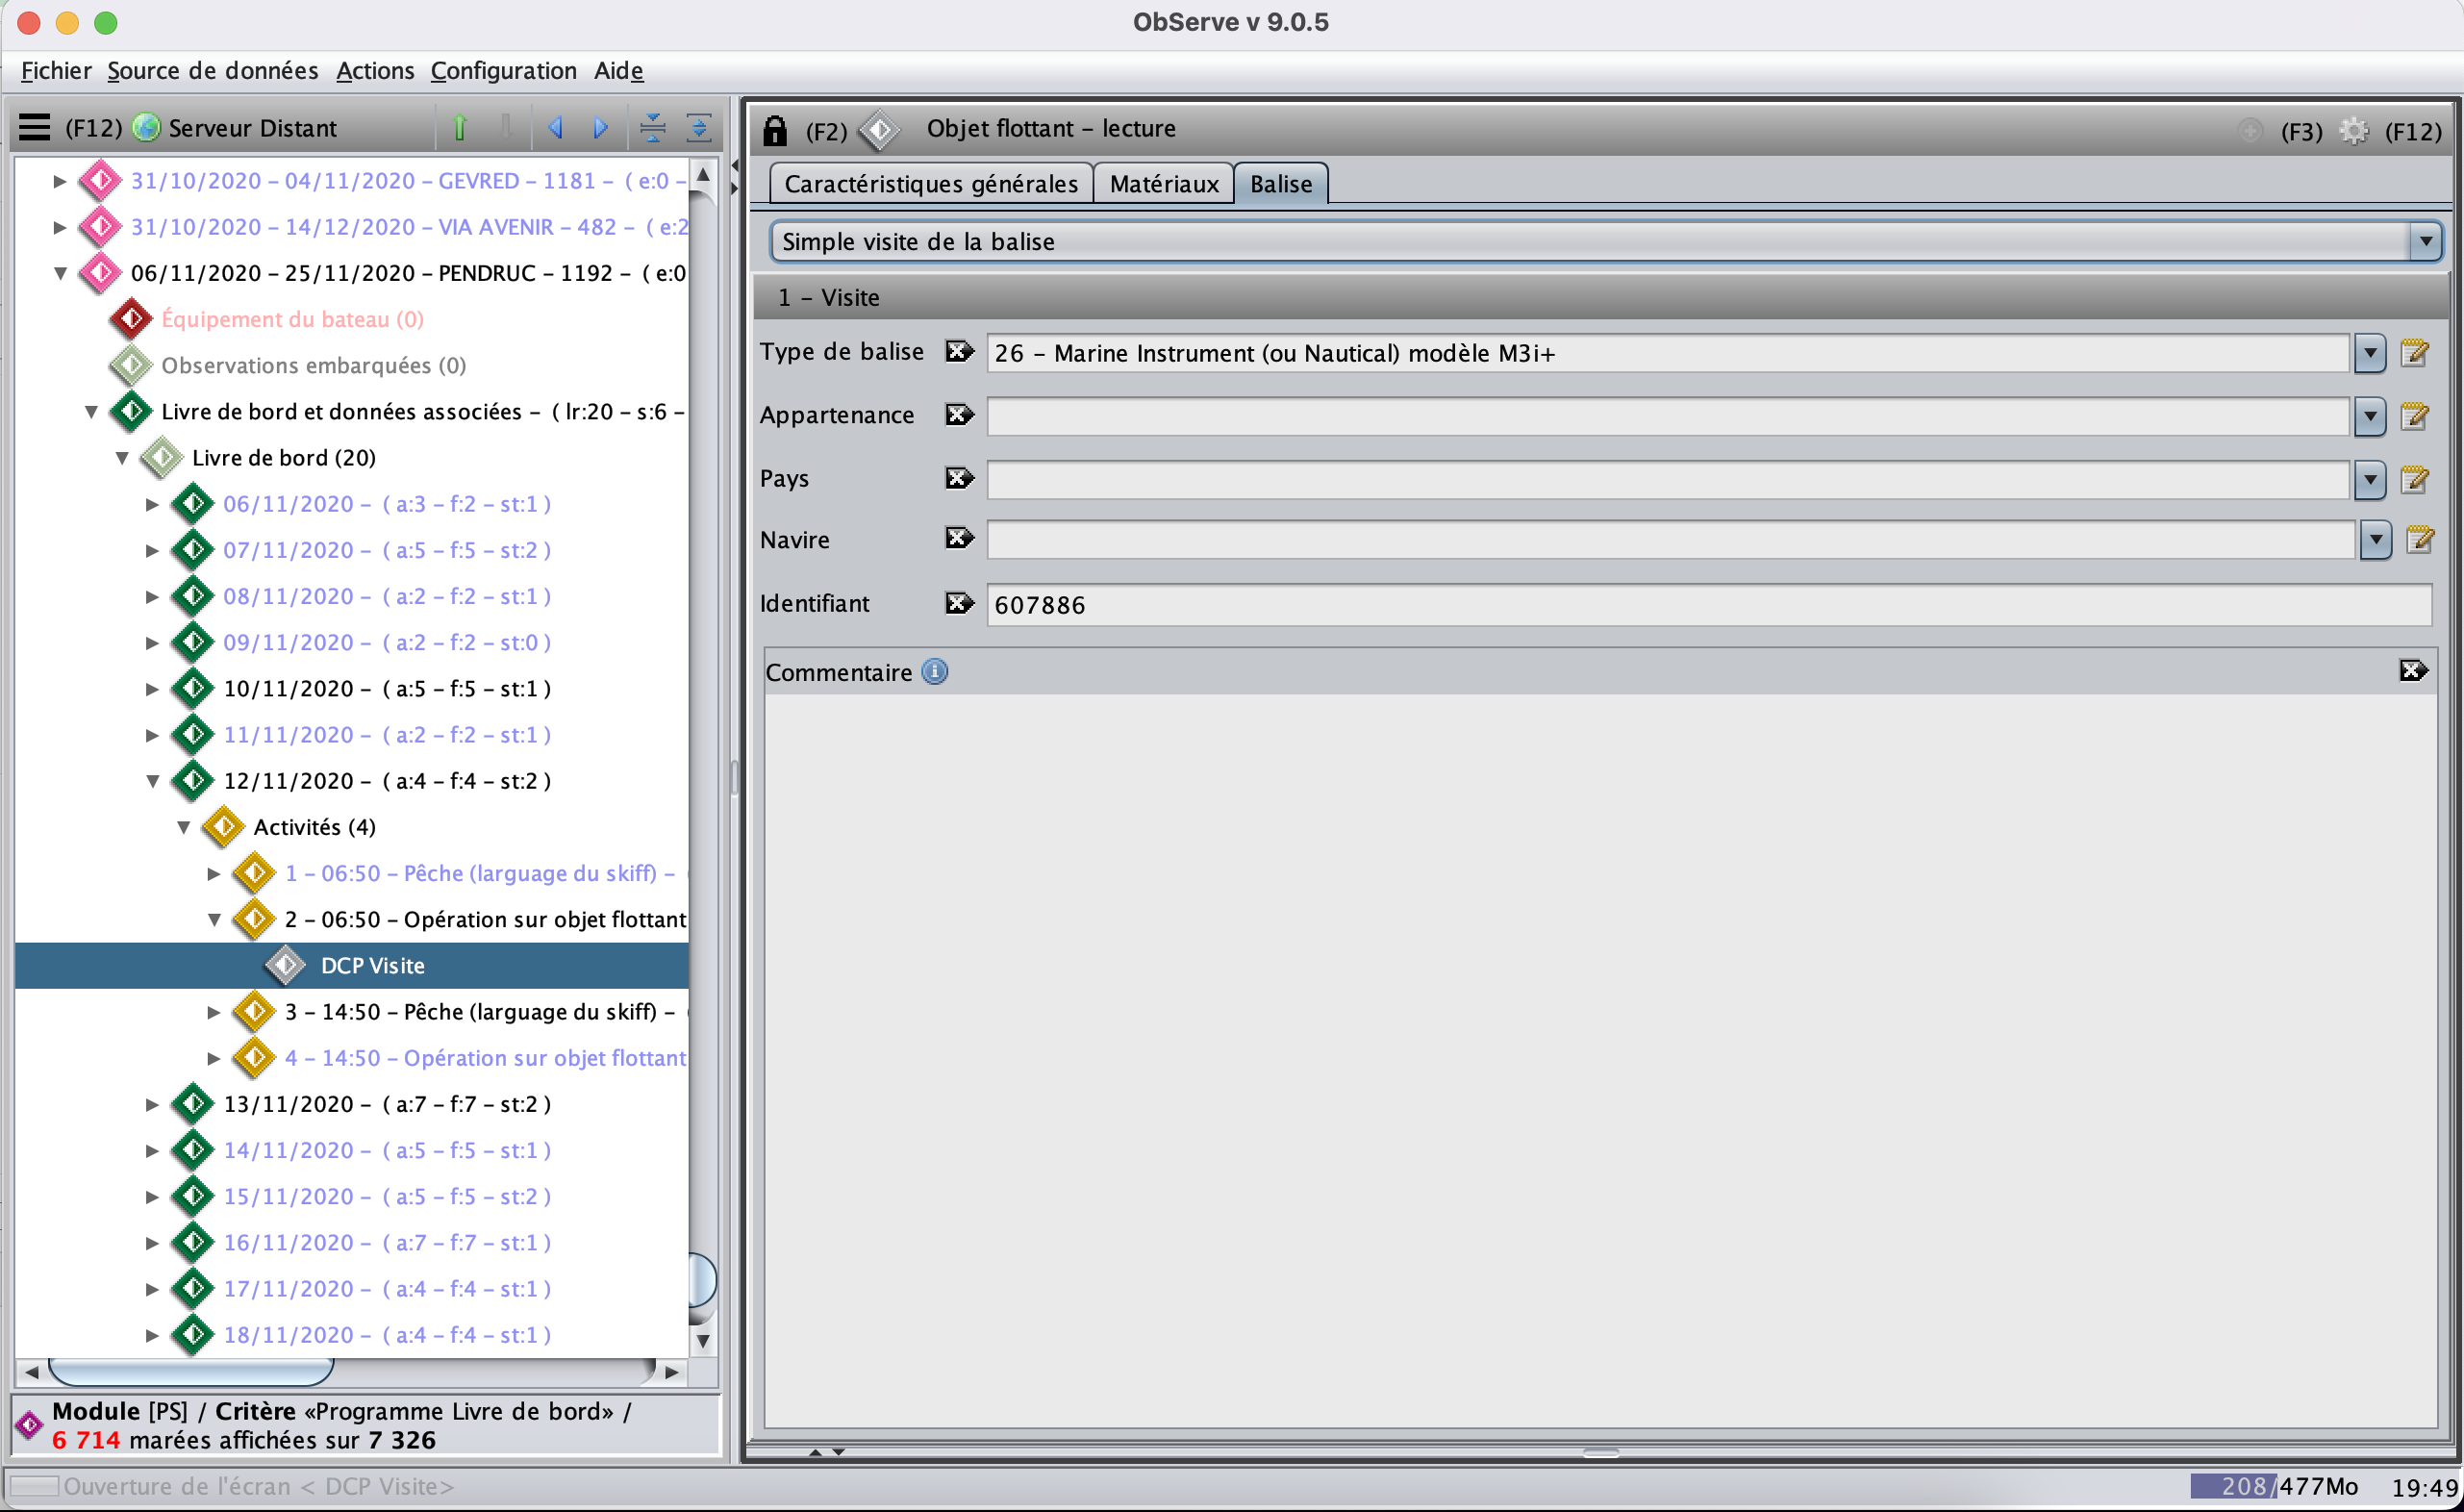 ObServe v 9.0.5
Fichier Source de données Actions Configuration Aide
(F12) Serveur Distant
31/10/2020 – 04/11/2020 – GEVRED – 1181 – ( e:0 –
31/10/2020 – 14/12/2020 – VIA AVENIR – 482 – ( e:2
06/11/2020 – 25/11/2020 – PENDRUC – 1192 – ( e:0
Équipement du bateau (0)
Observations embarquées (0)
Livre de bord et données associées – ( lr:20 – s:6 –
Livre de bord (20)
06/11/2020 – ( a:3 – f:2 – st:1 )
07/11/2020 – ( a:5 – f:5 – st:2 )
08/11/2020 – ( a:2 – f:2 – st:1 )
09/11/2020 – ( a:2 – f:2 – st:0 )
10/11/2020 – ( a:5 – f:5 – st:1 )
11/11/2020 – ( a:2 – f:2 – st:1 )
12/11/2020 – ( a:4 – f:4 – st:2 )
Activités (4)
1 – 06:50 – Pêche (larguage du skiff) –
2 – 06:50 – Opération sur objet flottant
DCP Visite
3 – 14:50 – Pêche (larguage du skiff) –
4 – 14:50 – Opération sur objet flottant
13/11/2020 – ( a:7 – f:7 – st:2 )
14/11/2020 – ( a:5 – f:5 – st:1 )
15/11/2020 – ( a:5 – f:5 – st:2 )
16/11/2020 – ( a:7 – f:7 – st:1 )
17/11/2020 – ( a:4 – f:4 – st:1 )
18/11/2020 – ( a:4 – f:4 – st:1 )
Module [PS] / Critère «Programme Livre de bord» /
6 714 marées affichées sur 7 326
(F2) Objet flottant – lecture (F3) (F12)
Caractéristiques générales Matériaux Balise
Simple visite de la balise
1 – Visite
Type de balise 26 – Marine Instrument (ou Nautical) modèle M3i+
Appartenance
Pays
Navire
Identifiant 607886
Commentaire
Ouverture de l'écran < DCP Visite>
208/477Mo 19:49